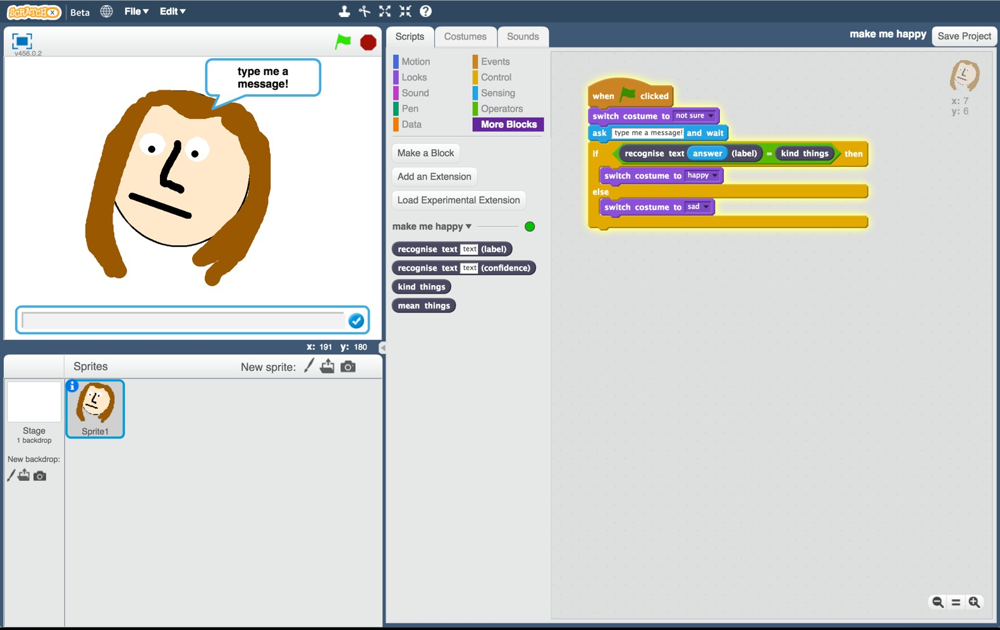 SCRATCHX Beta File▾ Edit▾
v456.0.2
type me a
message!
x: 191 y: 180
Sprites New sprite:
Stage
1 backdrop
New backdrop:
Sprite1
Scripts Costumes Sounds
make me happy Save Project
Motion Events
Looks Control
Sound Sensing
Pen Operators
Data More Blocks
Make a Block
Add an Extension
Load Experimental Extension
make me happy▾
recognise text text (label)
recognise text text (confidence)
kind things
mean things
when clicked
switch costume to not sure
ask type me a message! and wait
if recognise text answer (label) = kind things then
switch costume to happy
else
switch costume to sad
x: 7
y: 6